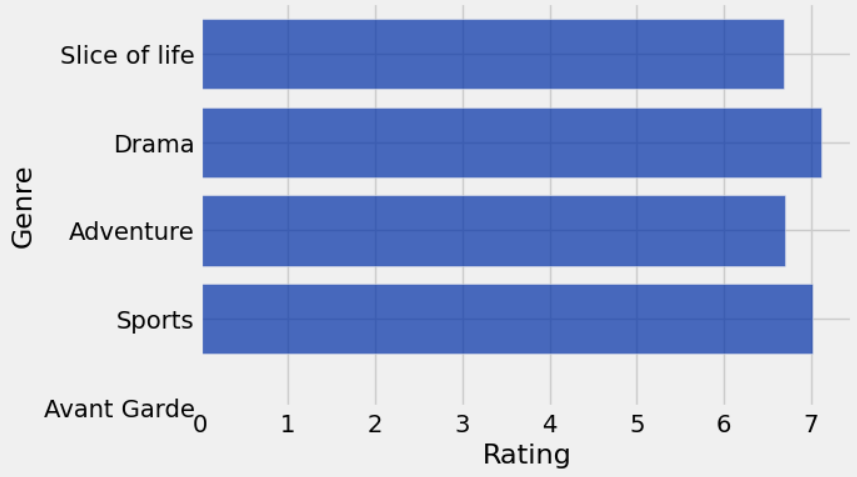 Slice of life
Drama
Adventure
Sports
Avant Garde
Genre
0 1 2 3 4 5 6 7
Rating